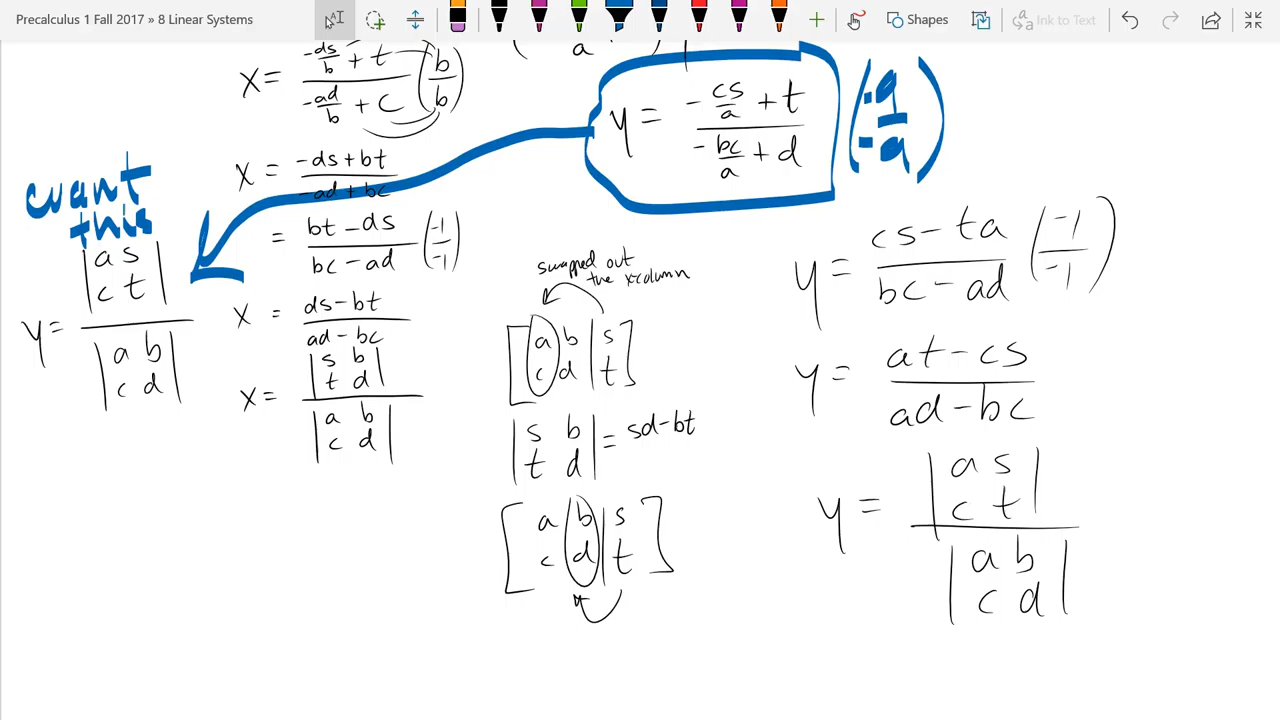 Precalculus 1 Fall 2017 » 8 Linear Systems
Shapes
Ink to Text
x = (-ds/b + t)/(-ad/b + c) (b/b)
a
y = (-cs/a + t)/(-bc/a + d) (-a/-a)
x = (-ds+bt)/(-ad+bc)
= (bt-ds)/(bc-ad) (-1/-1)
x = (ds-bt)/(ad-bc)
x = |s b
t d| / |a b
c d|
want
this
y = |a s
c t| / |a b
c d|
swapped out
the x-column
[a b | s
c d | t]
|s b
t d| = sd-bt
[a b | s
c d | t]
y = (cs-ta)/(bc-ad) (-1/-1)
y = (at-cs)/(ad-bc)
y = |a s
c t| / |a b
c d|